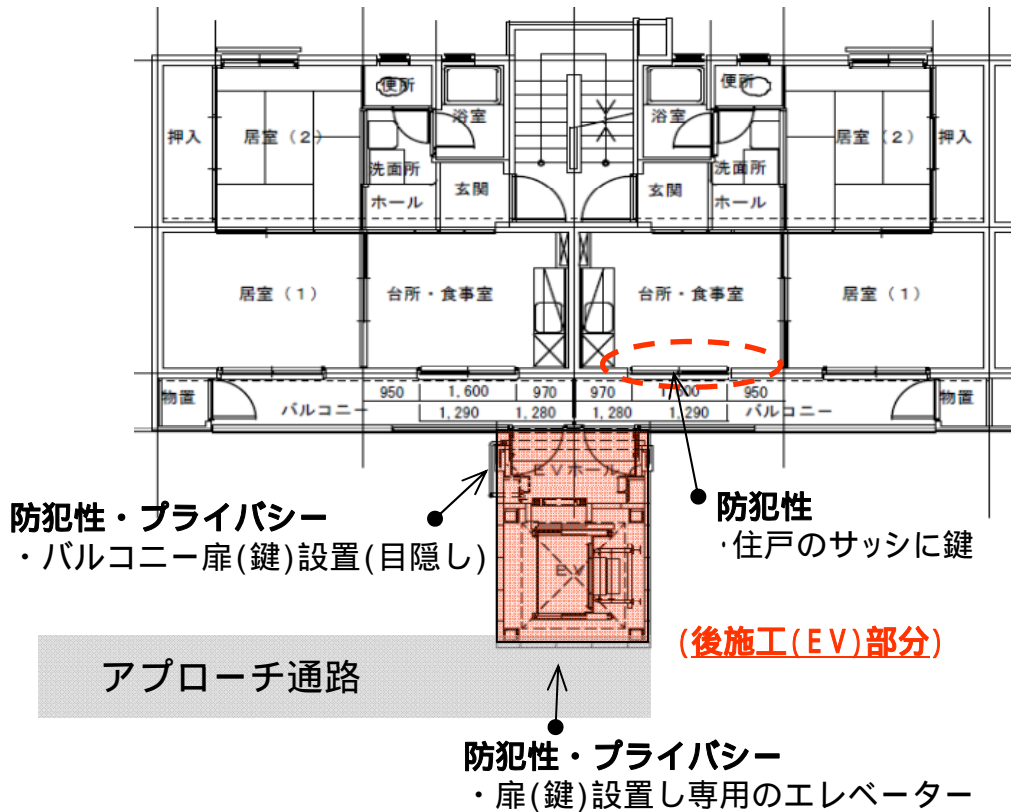 便所
便所
浴室
浴室
押入
居室（2）
居室（2）
押入
洗面所
洗面所
玄関
玄関
ホール
ホール
居室（1）
台所・食事室
台所・食事室
居室（1）
物置
950
1,600
970
970
1,600
950
物置
バルコニー
1,290
1,280
1,280
1,290
バルコニー
EVホール
防犯性・プライバシー
・バルコニー扉(鍵)設置(目隠し)
防犯性
・住戸のサッシに鍵
EV
(後施工(EV)部分)
アプローチ通路
防犯性・プライバシー
・扉(鍵)設置し専用のエレベーター